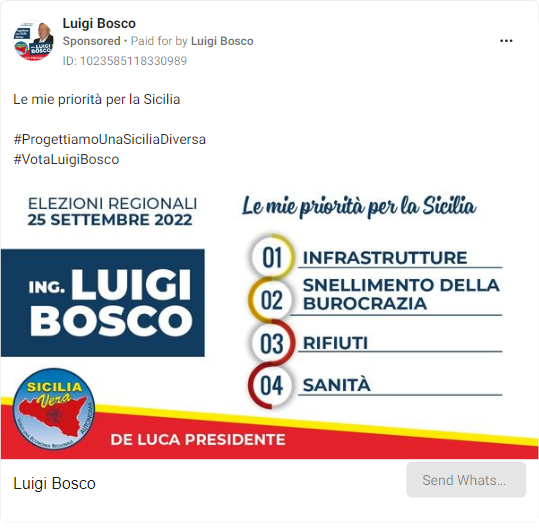 Luigi Bosco
Sponsored • Paid for by Luigi Bosco
ID: 1023585118330989
Le mie priorità per la Sicilia
#ProgettiamoUnaSiciliaDiversa
#VotaLuigiBosco
ELEZIONI REGIONALI
25 SETTEMBRE 2022
ING. LUIGI
BOSCO
Le mie priorità per la Sicilia
01 INFRASTRUTTURE
02 SNELLIMENTO DELLA
BUROCRAZIA
03 RIFIUTI
04 SANITÀ
SICILIA
Vera
DE LUCA PRESIDENTE
Luigi Bosco
Send Whats...